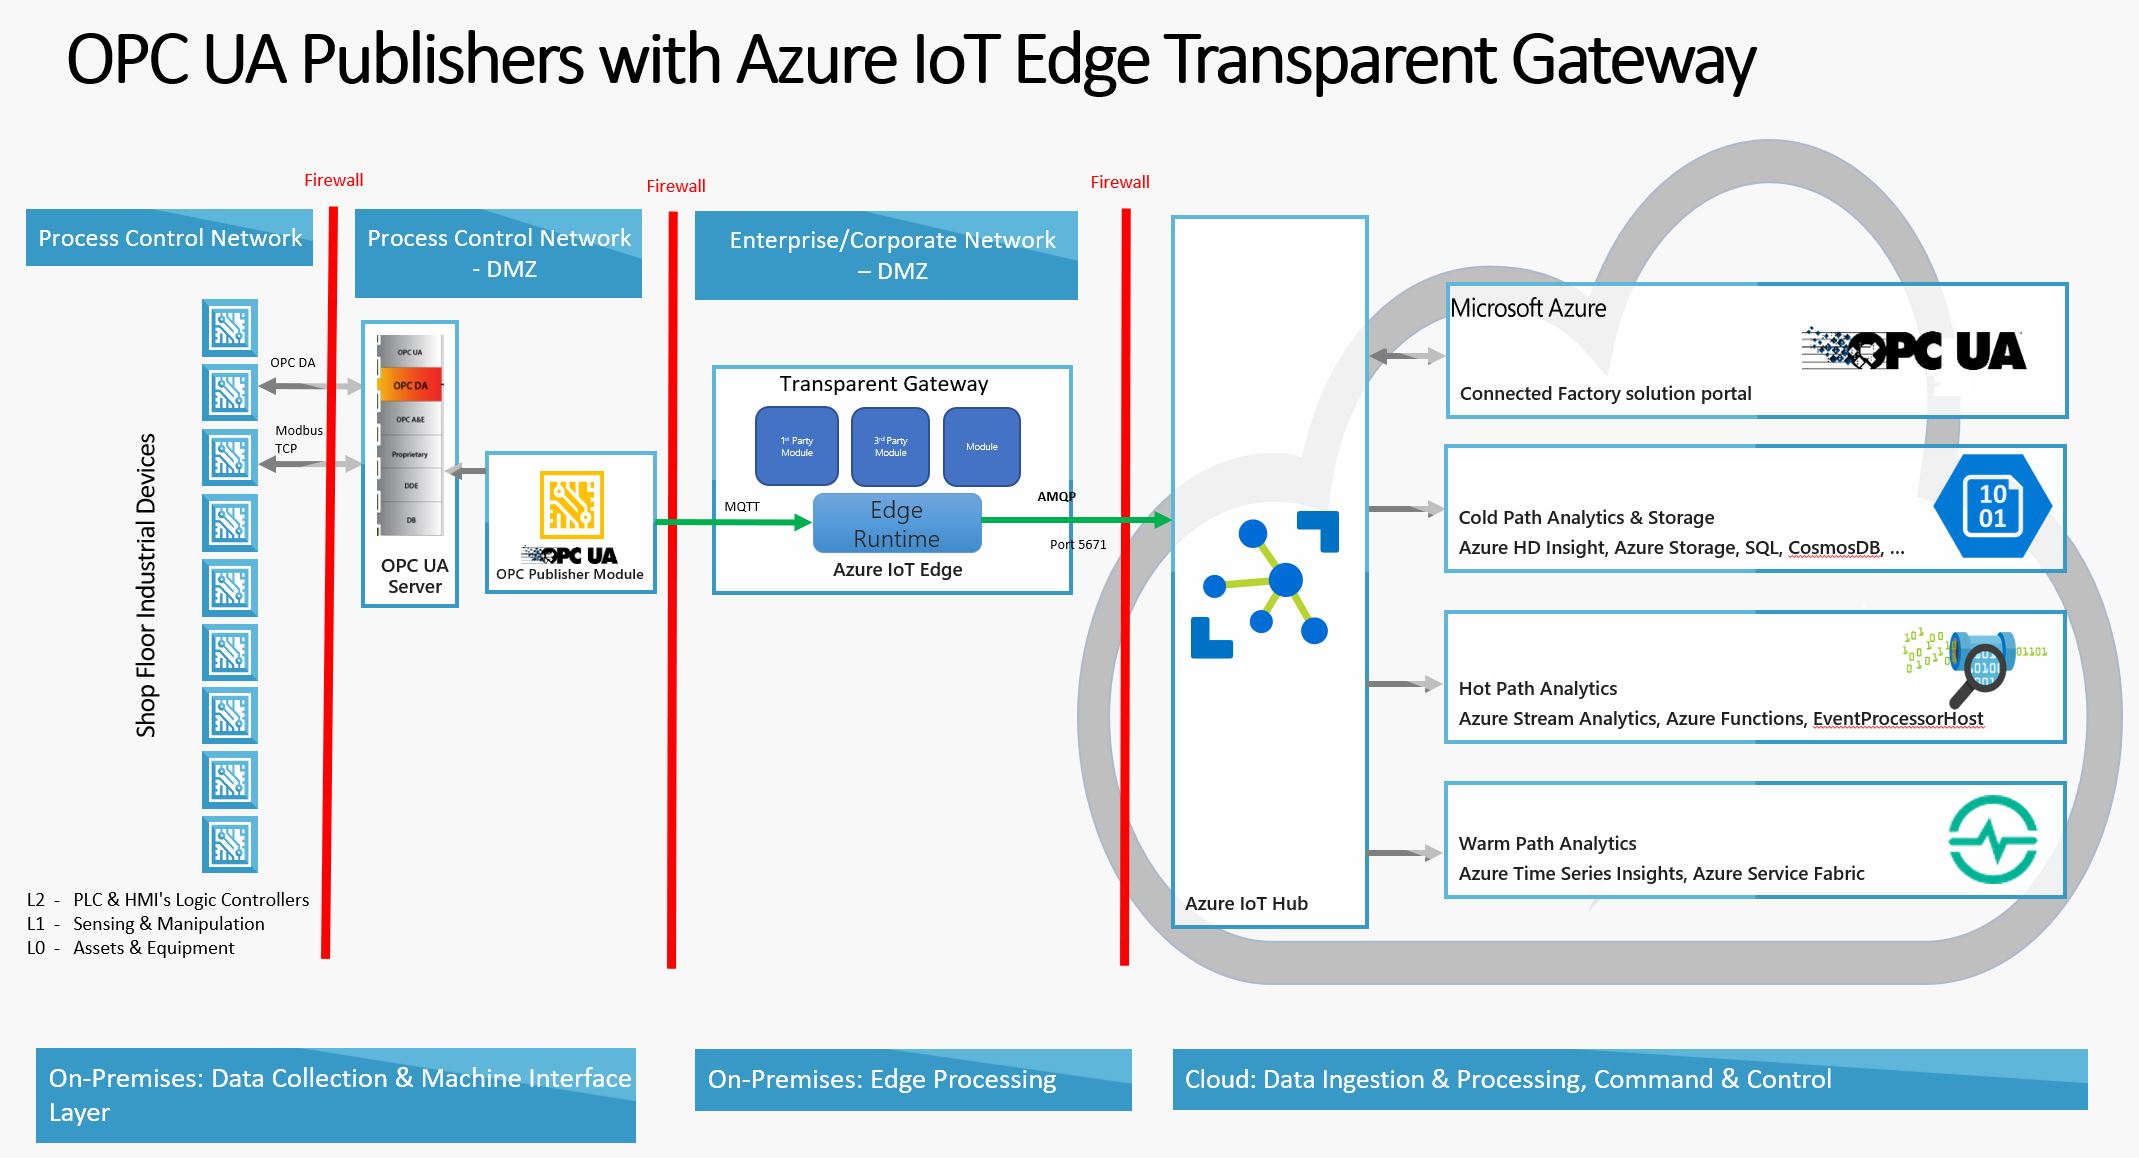 OPC UA Publishers with Azure IoT Edge Transparent Gateway
Firewall
Firewall
Firewall
Process Control Network
Process Control Network
- DMZ
Enterprise/Corporate Network
– DMZ
Shop Floor Industrial Devices
OPC DA
Modbus
TCP
OPC UA
OPC DA
OPC A&E
Proprietary
DDE
DB
OPC UA
Server
OPC UA
OPC Publisher Module
MQTT
Transparent Gateway
1st Party
Module
3rd Party
Module
Module
Edge
Runtime
Azure IoT Edge
AMQP
Port 5671
Azure IoT Hub
Microsoft Azure
OPC UA
Connected Factory solution portal
10
01
Cold Path Analytics & Storage
Azure HD Insight, Azure Storage, SQL, CosmosDB, ...
Hot Path Analytics
Azure Stream Analytics, Azure Functions, EventProcessorHost
01101
Warm Path Analytics
Azure Time Series Insights, Azure Service Fabric
L2 - PLC & HMI's Logic Controllers
L1 - Sensing & Manipulation
L0 - Assets & Equipment
On-Premises: Data Collection & Machine Interface
Layer
On-Premises: Edge Processing
Cloud: Data Ingestion & Processing, Command & Control